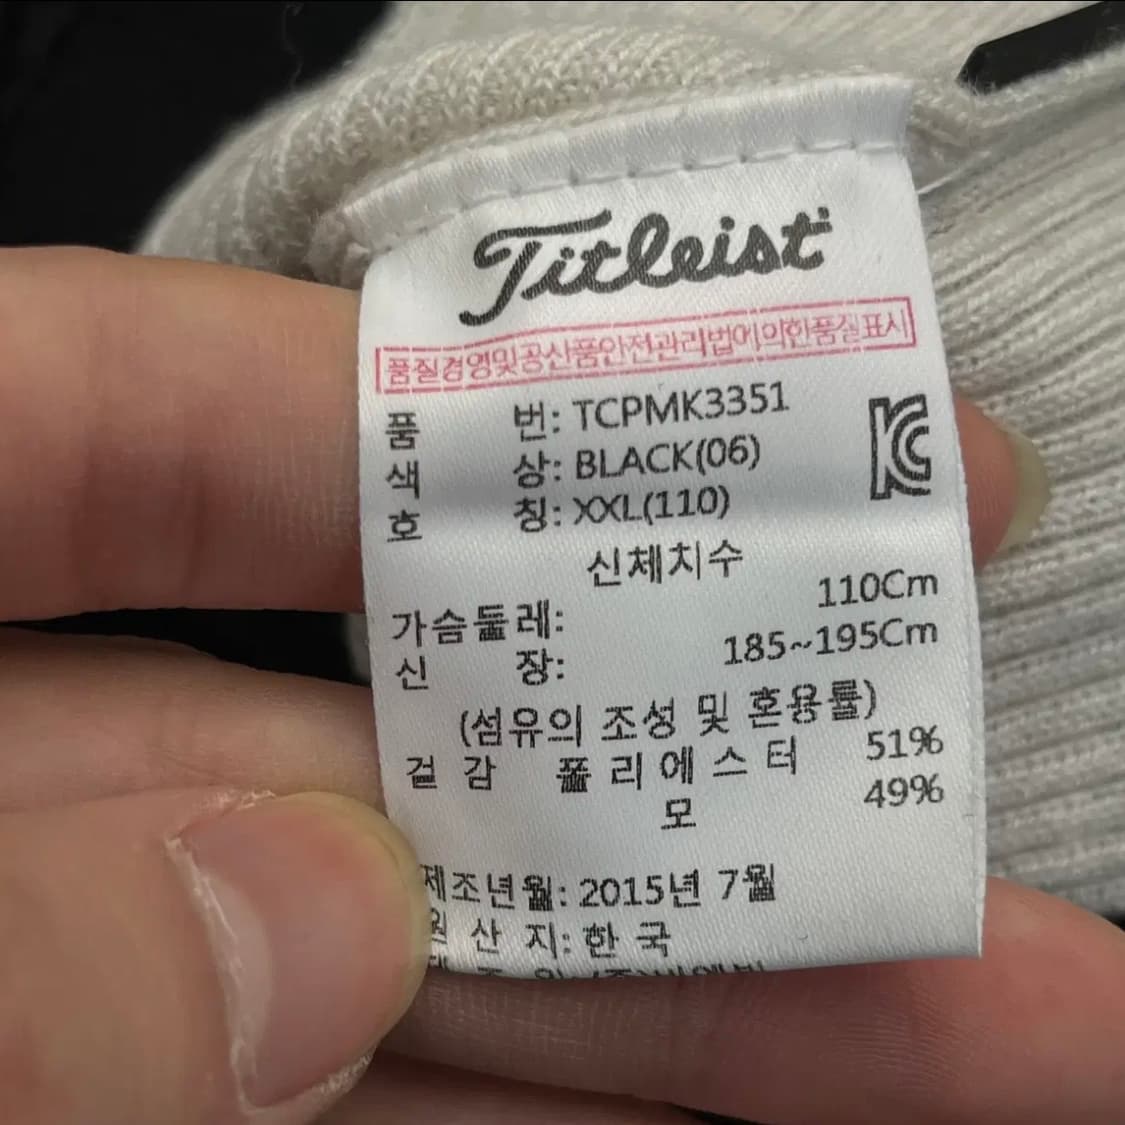 Titleist
품질경영및공산품안전관리법에의한품질표시
품 번: TCPMK3351
색 상: BLACK(06)
호 칭: XXL(110)
KC
신체치수
가슴둘레: 110Cm
신 장: 185~195Cm
(섬유의 조성 및 혼용률)
겉감 폴리에스터 51%
모 49%
제조년월: 2015년 7월
원 산 지: 한 국